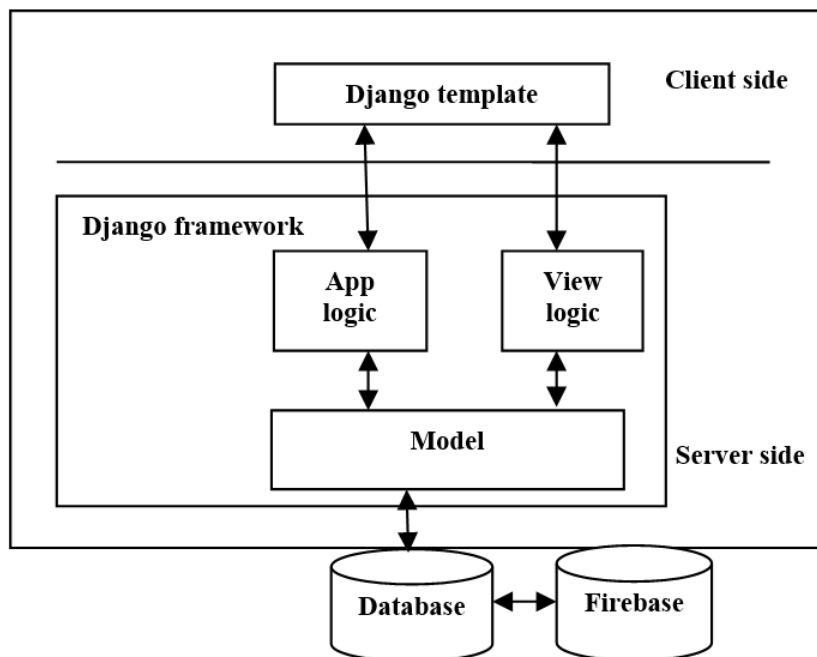 Client side
Django template
Django framework
App
logic
View
logic
Model
Server side
Database
Firebase